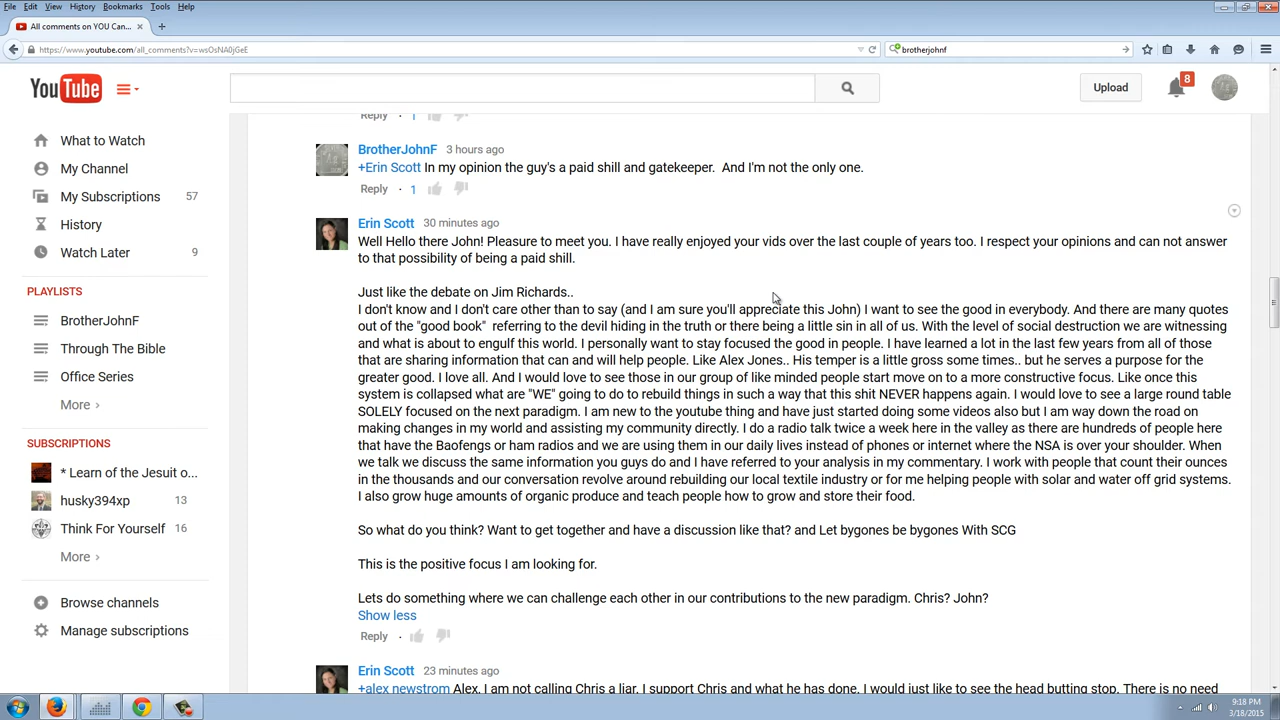 File Edit View History Bookmarks Tools Help
All comments on YOU Can...
https://www.youtube.com/all_comments?v=wsOsNA0jGeE
brotherjohnf
YouTube
Upload
8
What to Watch
My Channel
My Subscriptions 57
History
Watch Later 9
PLAYLISTS
BrotherJohnF
Through The Bible
Office Series
More ›
SUBSCRIPTIONS
* Learn of the Jesuit o...
husky394xp 13
Think For Yourself 16
More ›
Browse channels
Manage subscriptions
Reply · 1
BrotherJohnF 3 hours ago
+Erin Scott In my opinion the guy's a paid shill and gatekeeper. And I'm not the only one.
Reply · 1
Erin Scott 30 minutes ago
Well Hello there John! Pleasure to meet you. I have really enjoyed your vids over the last couple of years too. I respect your opinions and can not answer
to that possibility of being a paid shill.
Just like the debate on Jim Richards..
I don't know and I don't care other than to say (and I am sure you'll appreciate this John) I want to see the good in everybody. And there are many quotes
out of the "good book" referring to the devil hiding in the truth or there being a little sin in all of us. With the level of social destruction we are witnessing
and what is about to engulf this world. I personally want to stay focused the good in people. I have learned a lot in the last few years from all of those
that are sharing information that can and will help people. Like Alex Jones.. His temper is a little gross some times.. but he serves a purpose for the
greater good. I love all. And I would love to see those in our group of like minded people start move on to a more constructive focus. Like once this
system is collapsed what are "WE" going to do to rebuild things in such a way that this shit NEVER happens again. I would love to see a large round table
SOLELY focused on the next paradigm. I am new to the youtube thing and have just started doing some videos also but I am way down the road on
making changes in my world and assisting my community directly. I do a radio talk twice a week here in the valley as there are hundreds of people here
that have the Baofengs or ham radios and we are using them in our daily lives instead of phones or internet where the NSA is over your shoulder. When
we talk we discuss the same information you guys do and I have referred to your analysis in my commentary. I work with people that count their ounces
in the thousands and our conversation revolve around rebuilding our local textile industry or for me helping people with solar and water off grid systems.
I also grow huge amounts of organic produce and teach people how to grow and store their food.
So what do you think? Want to get together and have a discussion like that? and Let bygones be bygones With SCG
This is the positive focus I am looking for.
Lets do something where we can challenge each other in our contributions to the new paradigm. Chris? John?
Show less
Reply ·
Erin Scott 23 minutes ago
+alex newstrom Alex, I am not calling Chris a liar. I support Chris and what he has done. I would just like to see the head butting stop. There is no need
9:18 PM
3/18/2015